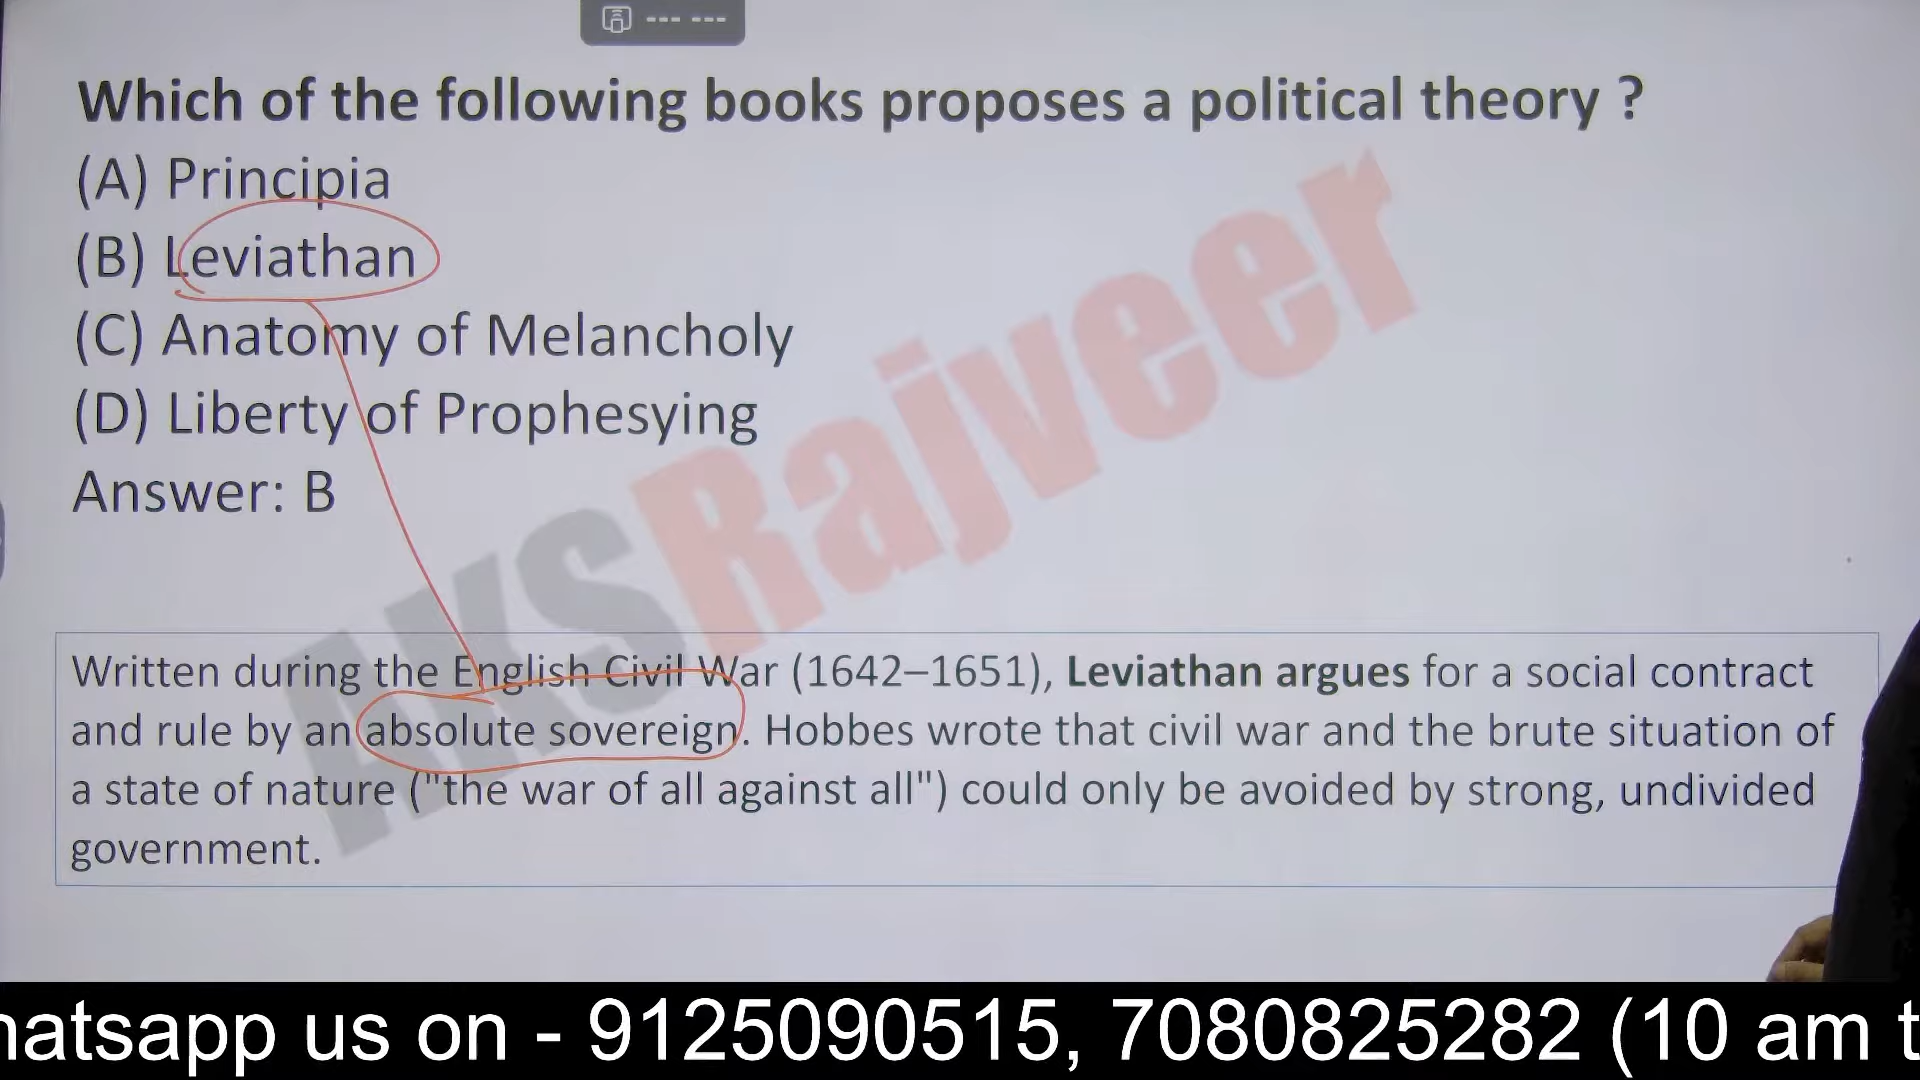 Which of the following books proposes a political theory ?
(A) Principia
(B) Leviathan
(C) Anatomy of Melancholy
(D) Liberty of Prophesying
Answer: B
AKSRajveer
Written during the English Civil War (1642–1651), Leviathan argues for a social contract
and rule by an absolute sovereign. Hobbes wrote that civil war and the brute situation of
a state of nature ("the war of all against all") could only be avoided by strong, undivided
government.
hatsapp us on - 9125090515, 7080825282 (10 am t